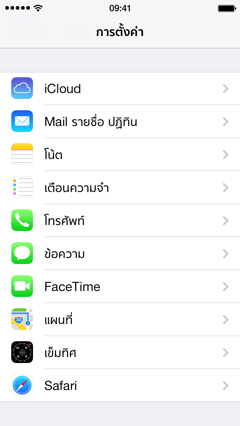 09:41
การตั้งค่า
iCloud
Mail รายชื่อ ปฏิทิน
โน้ต
เตือนความจำ
โทรศัพท์
ข้อความ
FaceTime
แผนที่
เข็มทิศ
Safari